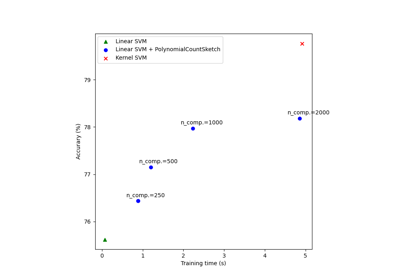 Linear SVM
Linear SVM + PolynomialCountSketch
Kernel SVM
79
n_comp.=2000
n_comp.=1000
78
n_comp.=500
77
n_comp.=250
76
Accurary (%)
0 1 2 3 4 5
Training time (s)